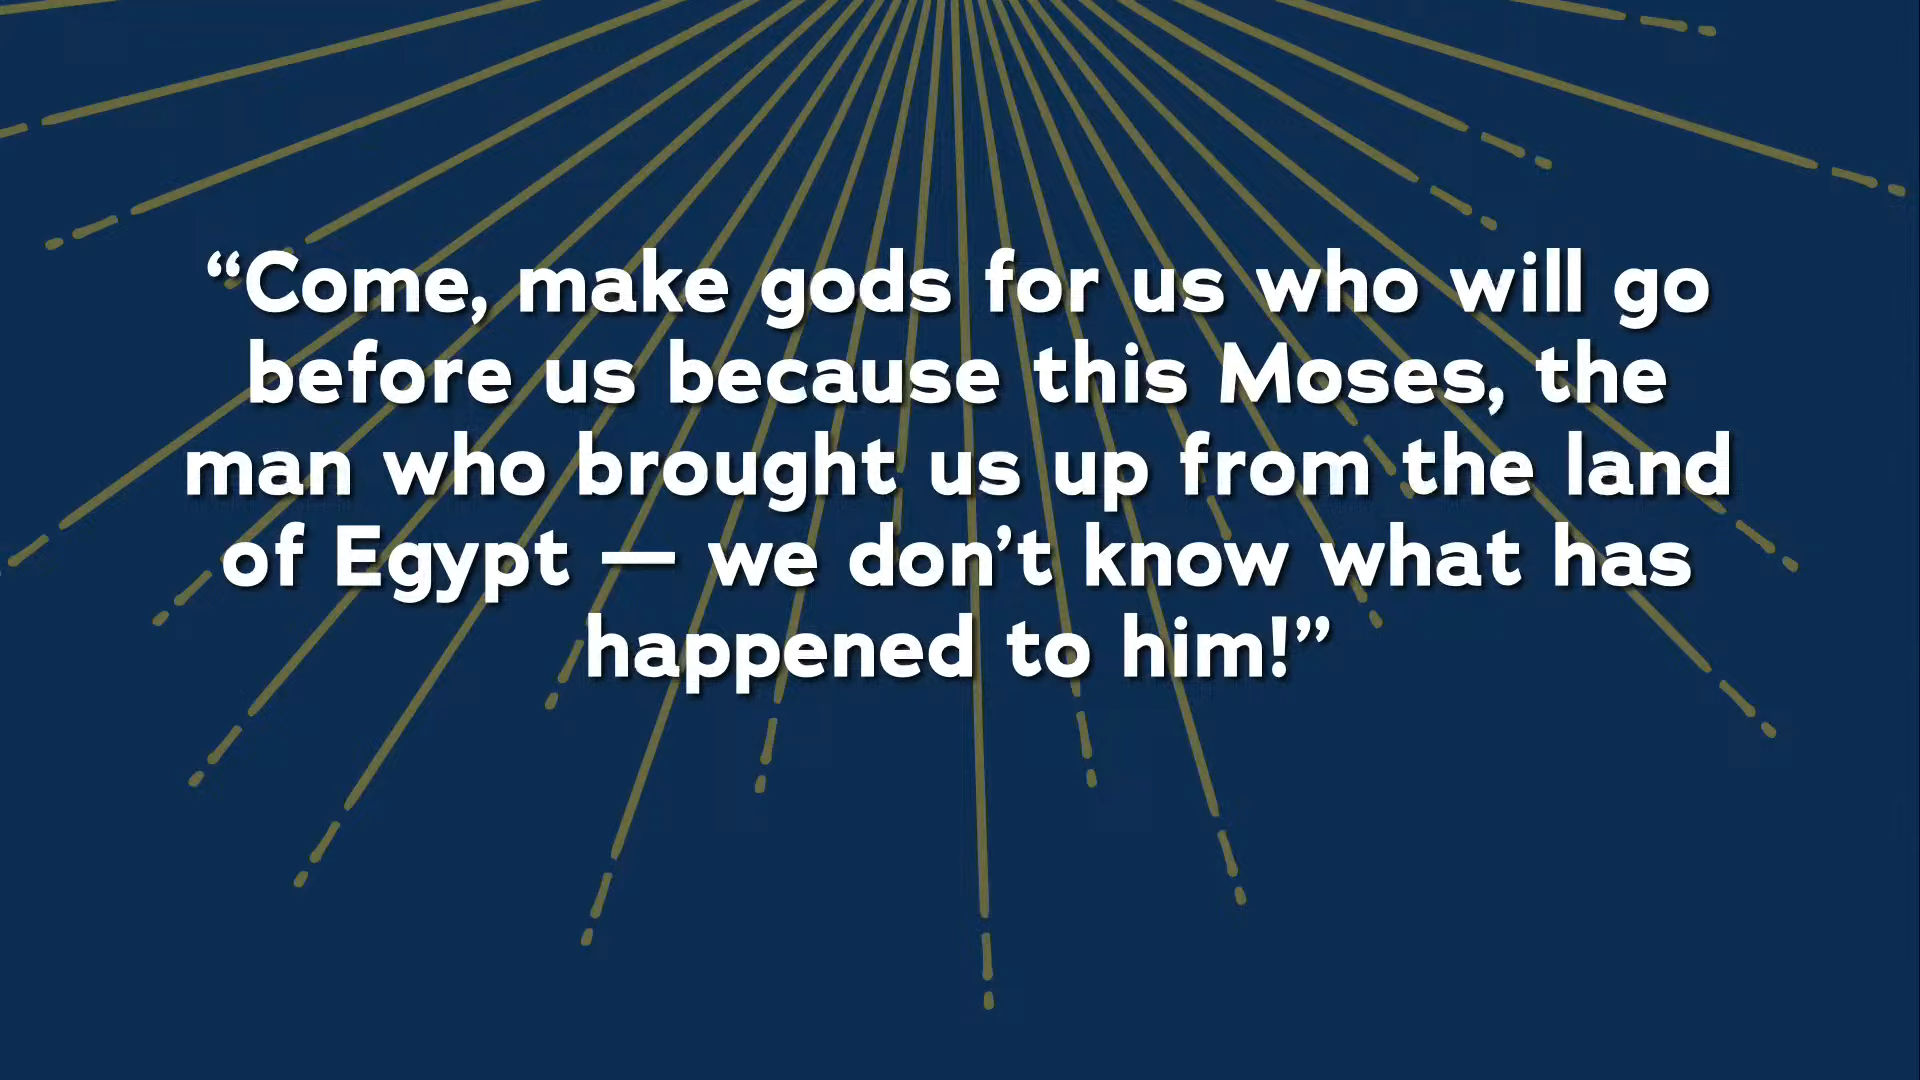 “Come, make gods for us who will go
before us because this Moses, the
man who brought us up from the land
of Egypt — we don’t know what has
happened to him!”